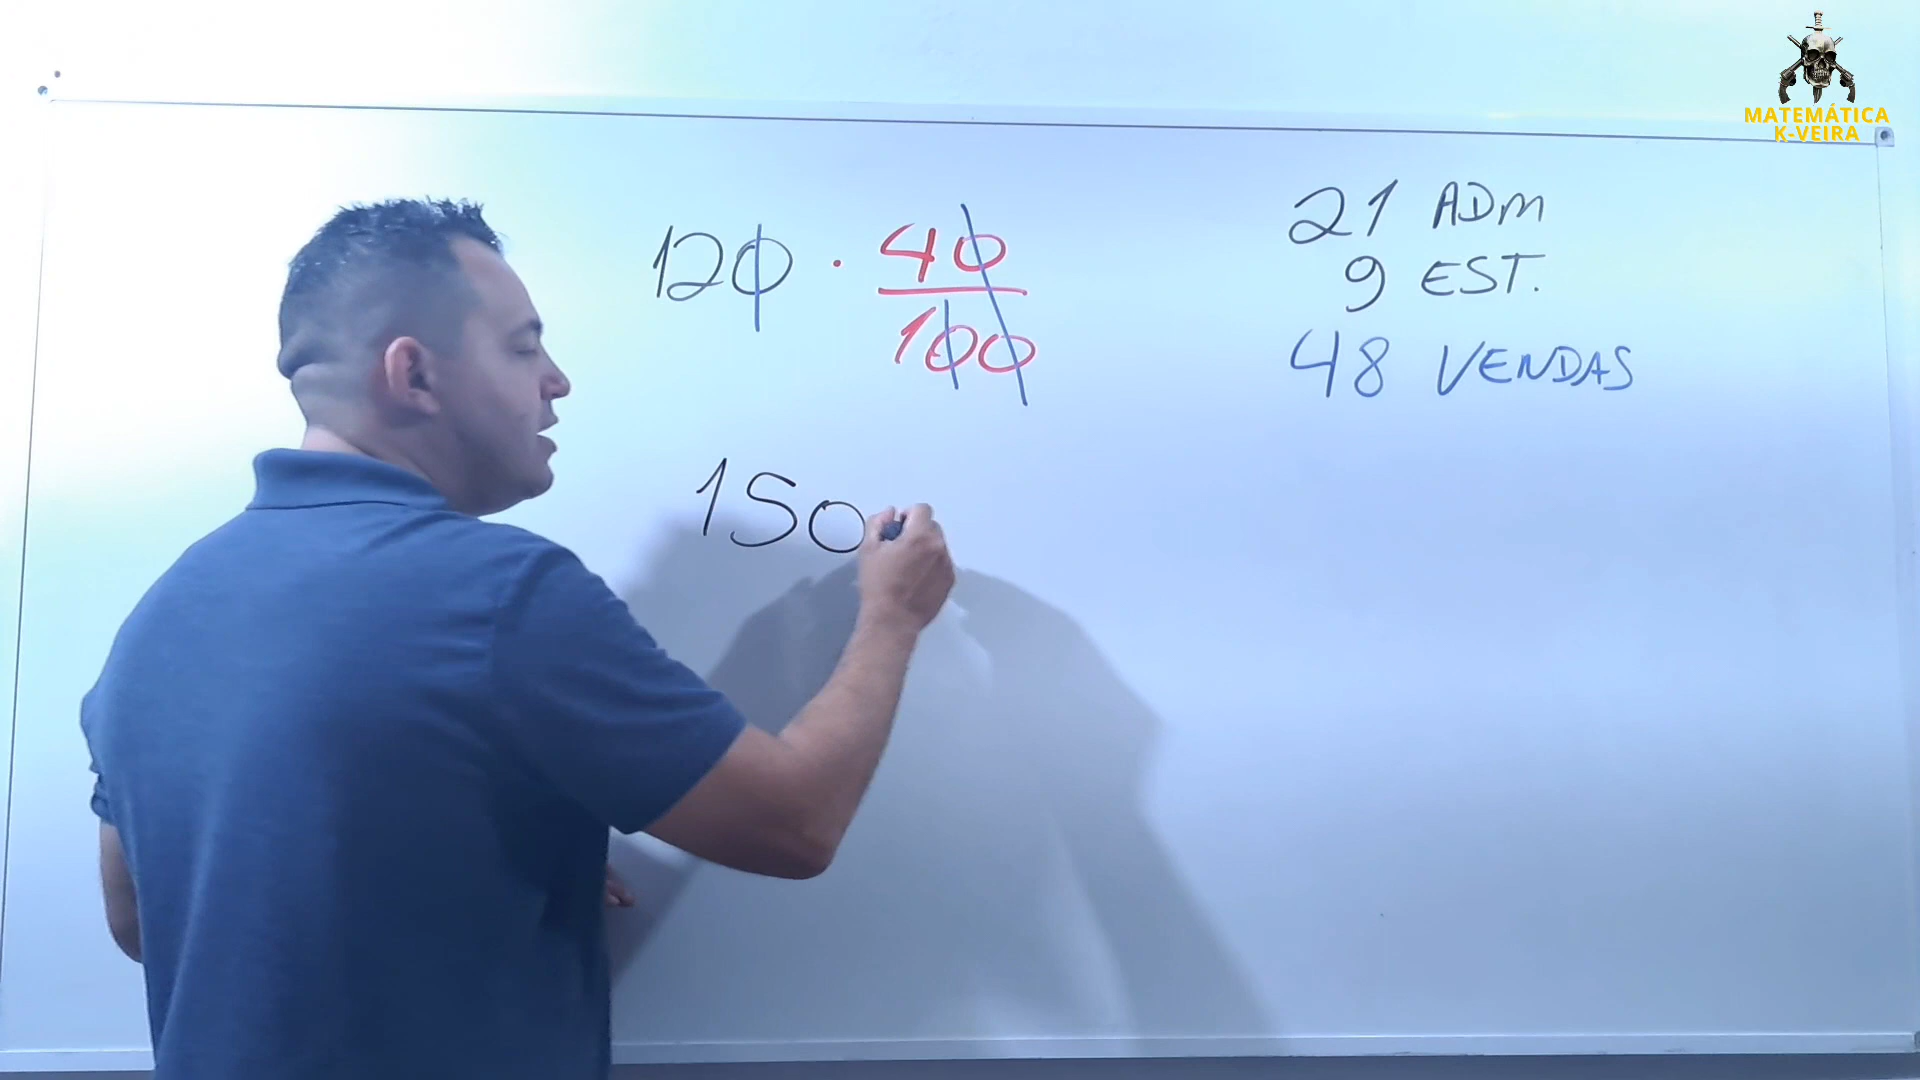 120 · 40/100
150
21 ADM
9 EST.
48 VENDAS
MATEMÁTICA
K-VEIRA